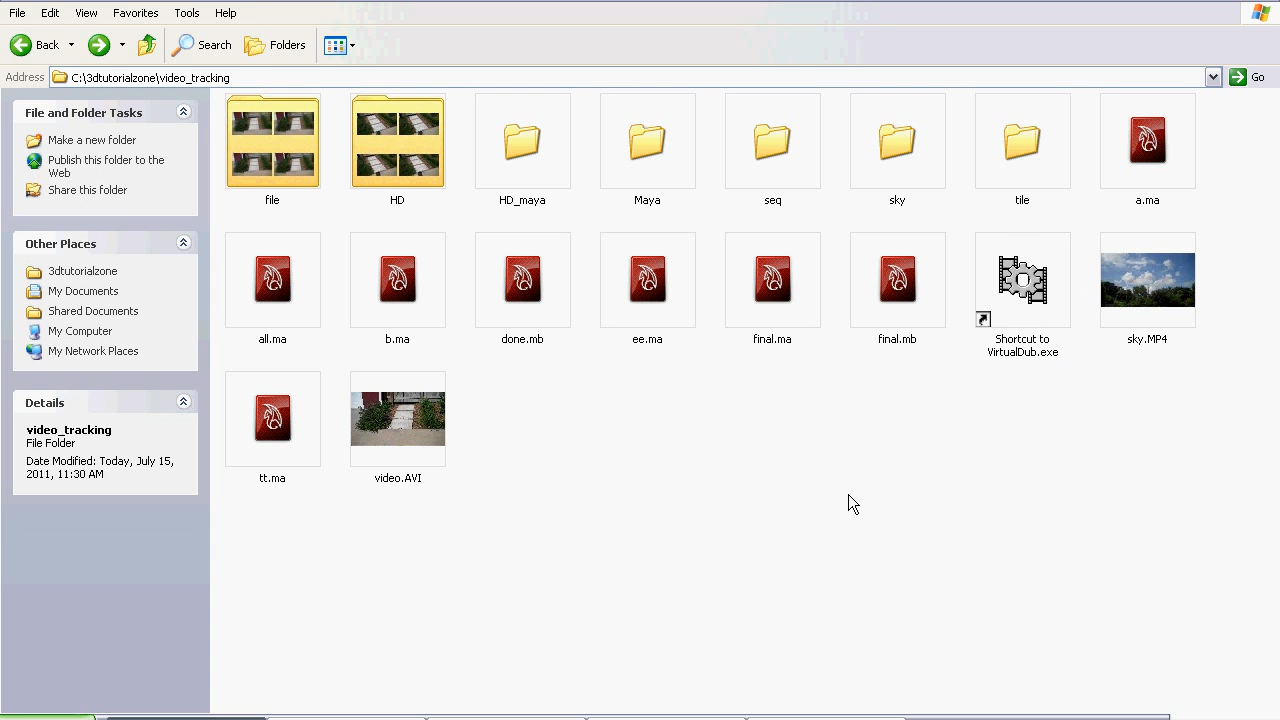 File Edit View Favorites Tools Help
Back Search Folders
Address C:\3dtutorialzone\video_tracking Go
File and Folder Tasks
Make a new folder
Publish this folder to the
Web
Share this folder
Other Places
3dtutorialzone
My Documents
Shared Documents
My Computer
My Network Places
Details
video_tracking
File Folder
Date Modified: Today, July 15,
2011, 11:30 AM
file HD HD_maya Maya seq sky tile a.ma
all.ma b.ma done.mb ee.ma final.ma final.mb Shortcut to sky.MP4
VirtualDub.exe
tt.ma video.AVI